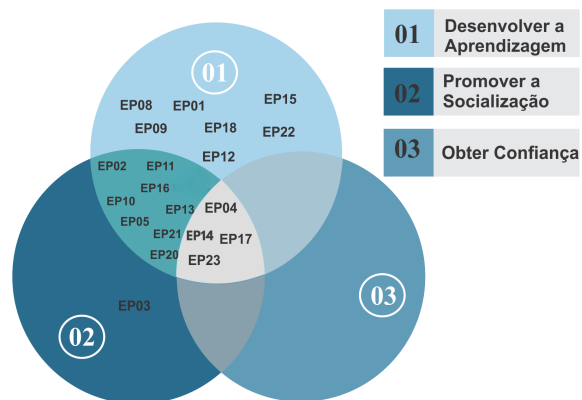 01
EP08
EP01
EP15
EP09
EP18
EP22
EP12
EP02
EP11
EP16
EP10
EP13
EP04
EP05
EP21
EP14
EP17
EP20
EP23
EP03
02
03
01
Desenvolver a
Aprendizagem
02
Promover a
Socialização
03
Obter Confiança